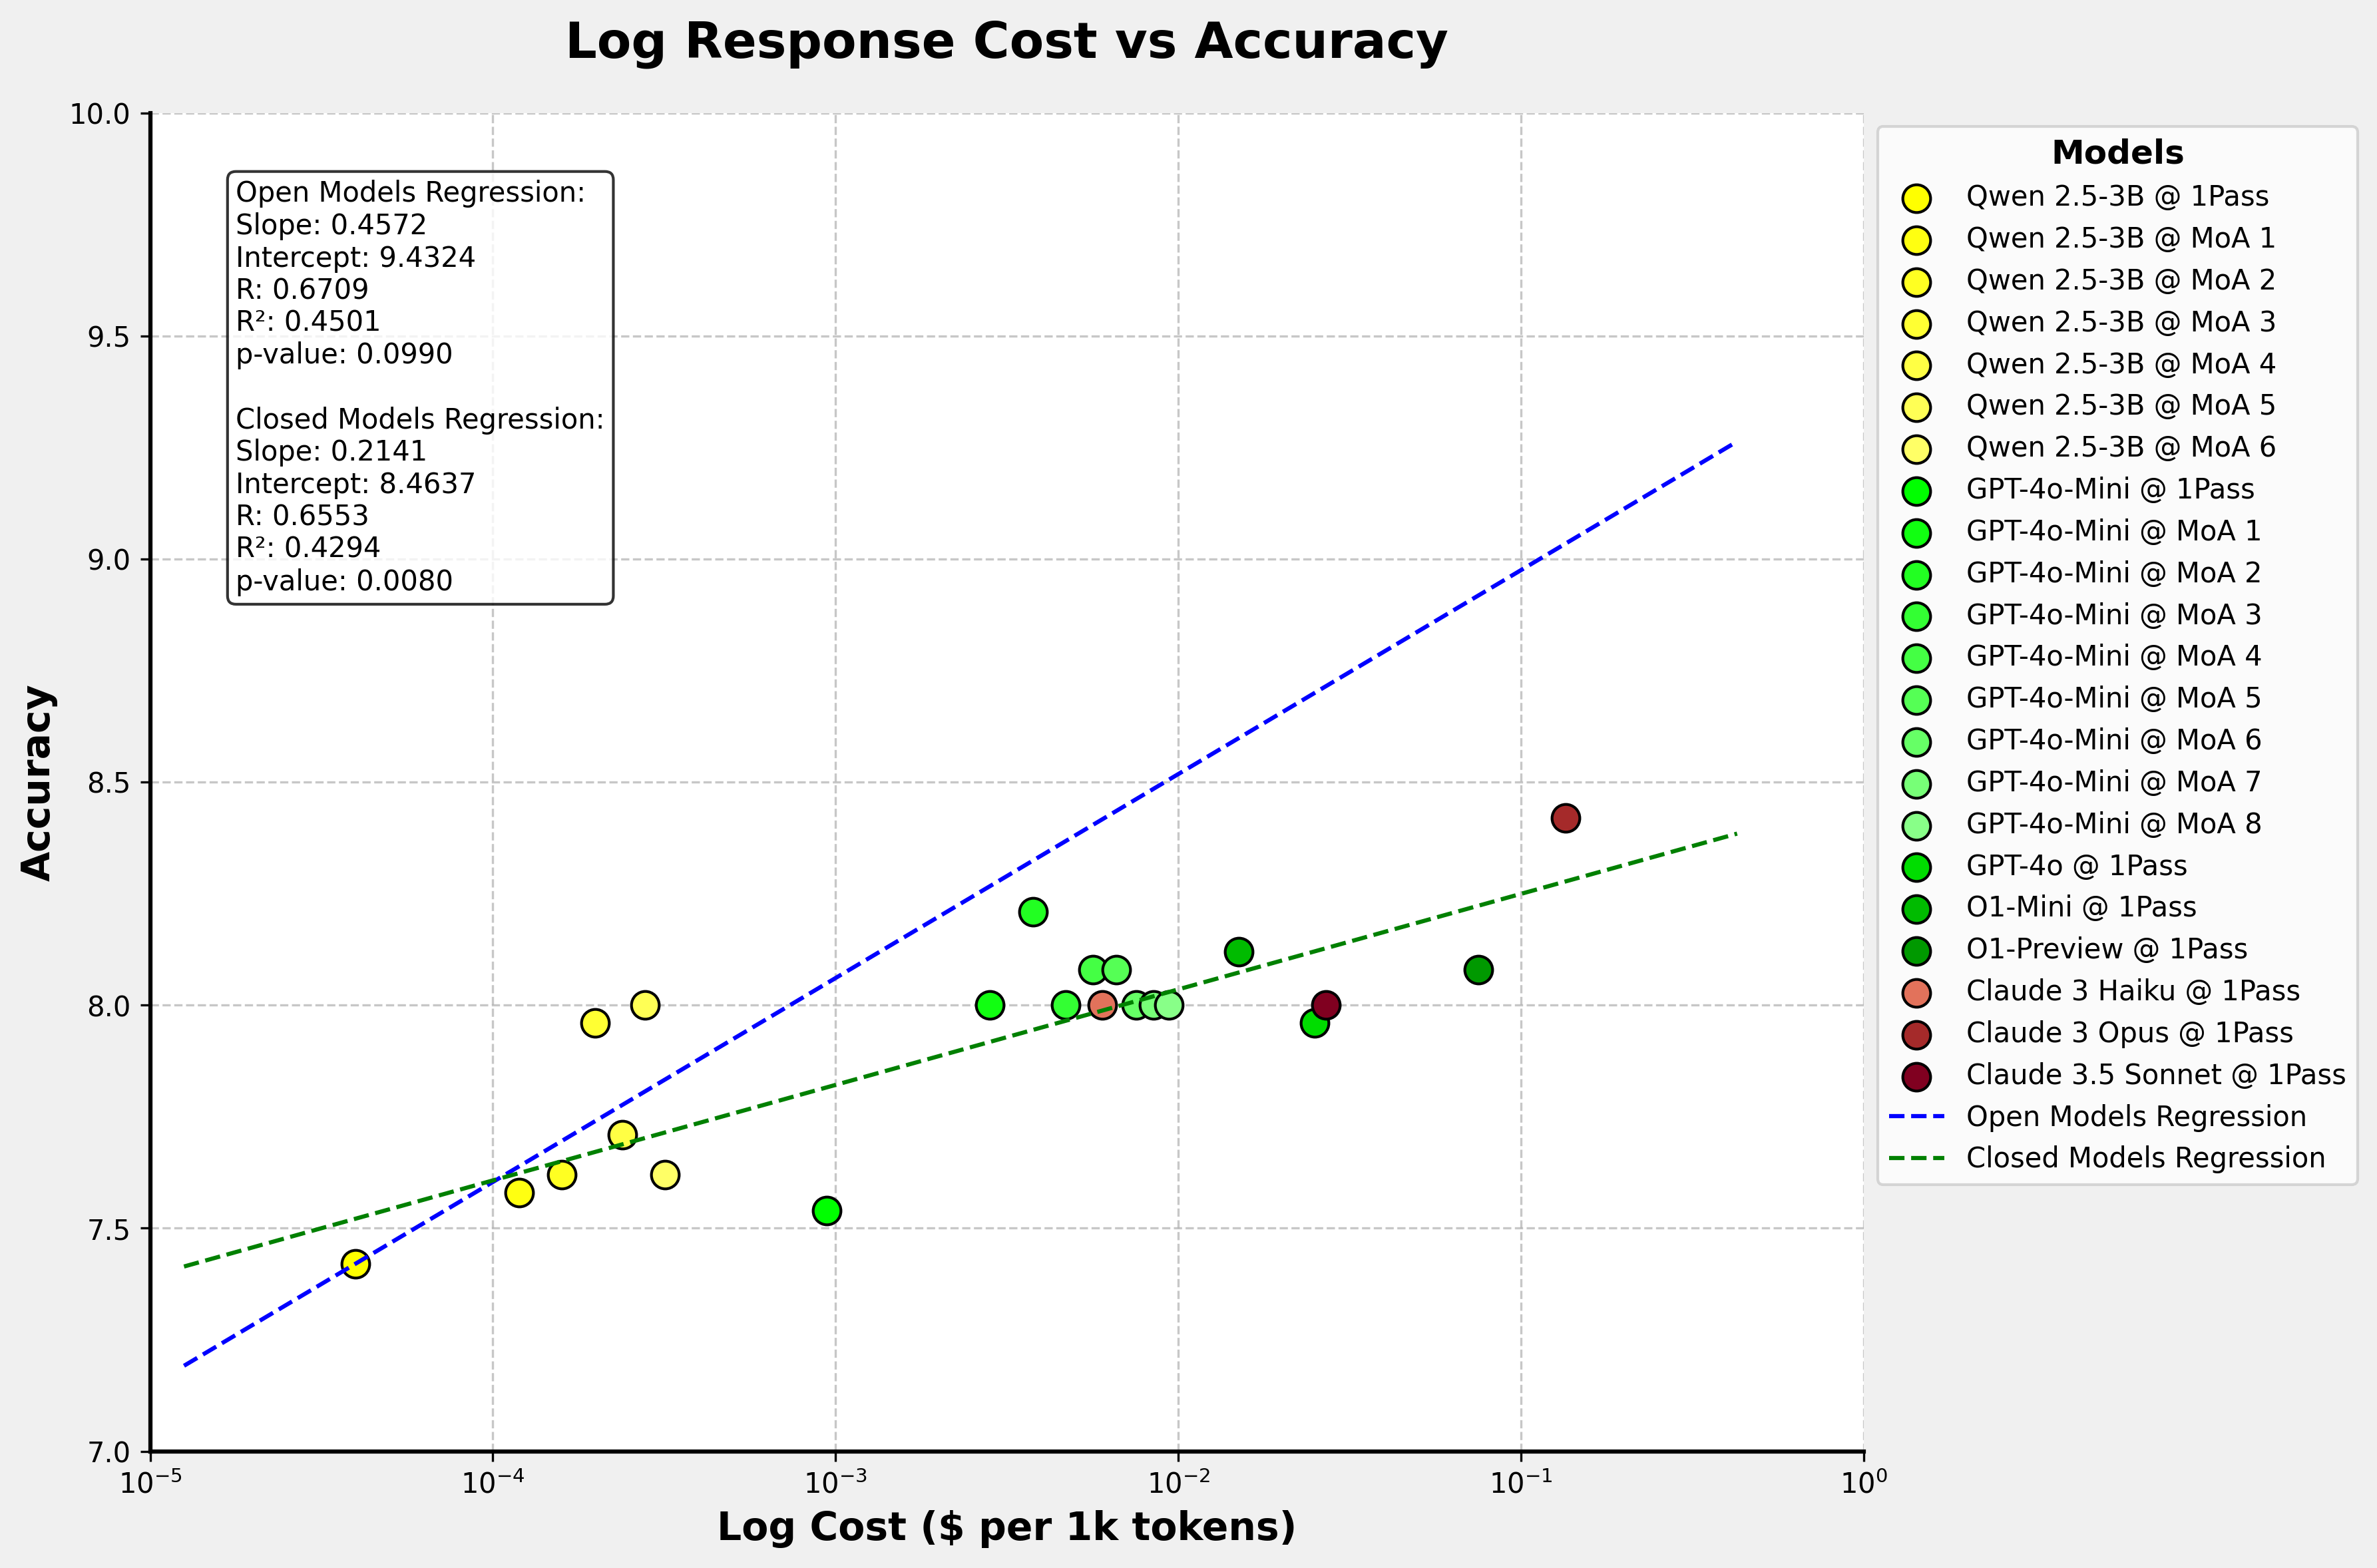 Log Response Cost vs Accuracy
10.0
9.5
9.0
8.5
8.0
7.5
7.0
Accuracy
Open Models Regression:
Slope: 0.4572
Intercept: 9.4324
R: 0.6709
R²: 0.4501
p-value: 0.0990
Closed Models Regression:
Slope: 0.2141
Intercept: 8.4637
R: 0.6553
R²: 0.4294
p-value: 0.0080
10⁻⁵
10⁻⁴
10⁻³
10⁻²
10⁻¹
10⁰
Log Cost ($ per 1k tokens)
Models
Qwen 2.5-3B @ 1Pass
Qwen 2.5-3B @ MoA 1
Qwen 2.5-3B @ MoA 2
Qwen 2.5-3B @ MoA 3
Qwen 2.5-3B @ MoA 4
Qwen 2.5-3B @ MoA 5
Qwen 2.5-3B @ MoA 6
GPT-4o-Mini @ 1Pass
GPT-4o-Mini @ MoA 1
GPT-4o-Mini @ MoA 2
GPT-4o-Mini @ MoA 3
GPT-4o-Mini @ MoA 4
GPT-4o-Mini @ MoA 5
GPT-4o-Mini @ MoA 6
GPT-4o-Mini @ MoA 7
GPT-4o-Mini @ MoA 8
GPT-4o @ 1Pass
O1-Mini @ 1Pass
O1-Preview @ 1Pass
Claude 3 Haiku @ 1Pass
Claude 3 Opus @ 1Pass
Claude 3.5 Sonnet @ 1Pass
Open Models Regression
Closed Models Regression